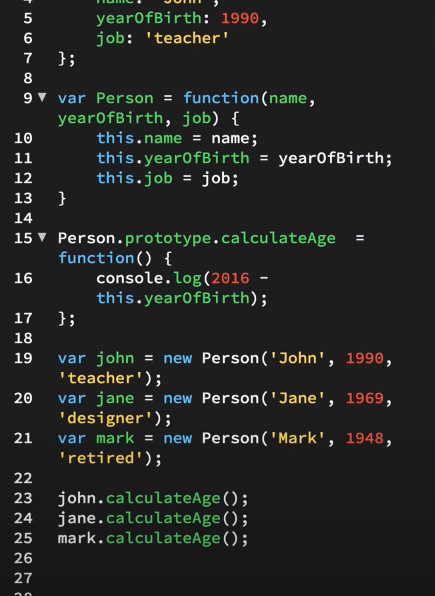 4 name: 'John',
5 yearOfBirth: 1990,
6 job: 'teacher'
7 };
8
9 var Person = function(name,
yearOfBirth, job) {
10 this.name = name;
11 this.yearOfBirth = yearOfBirth;
12 this.job = job;
13 }
14
15 Person.prototype.calculateAge =
function() {
16 console.log(2016 -
this.yearOfBirth);
17 };
18
19 var john = new Person('John', 1990,
'teacher');
20 var jane = new Person('Jane', 1969,
'designer');
21 var mark = new Person('Mark', 1948,
'retired');
22
23 john.calculateAge();
24 jane.calculateAge();
25 mark.calculateAge();
26
27
28